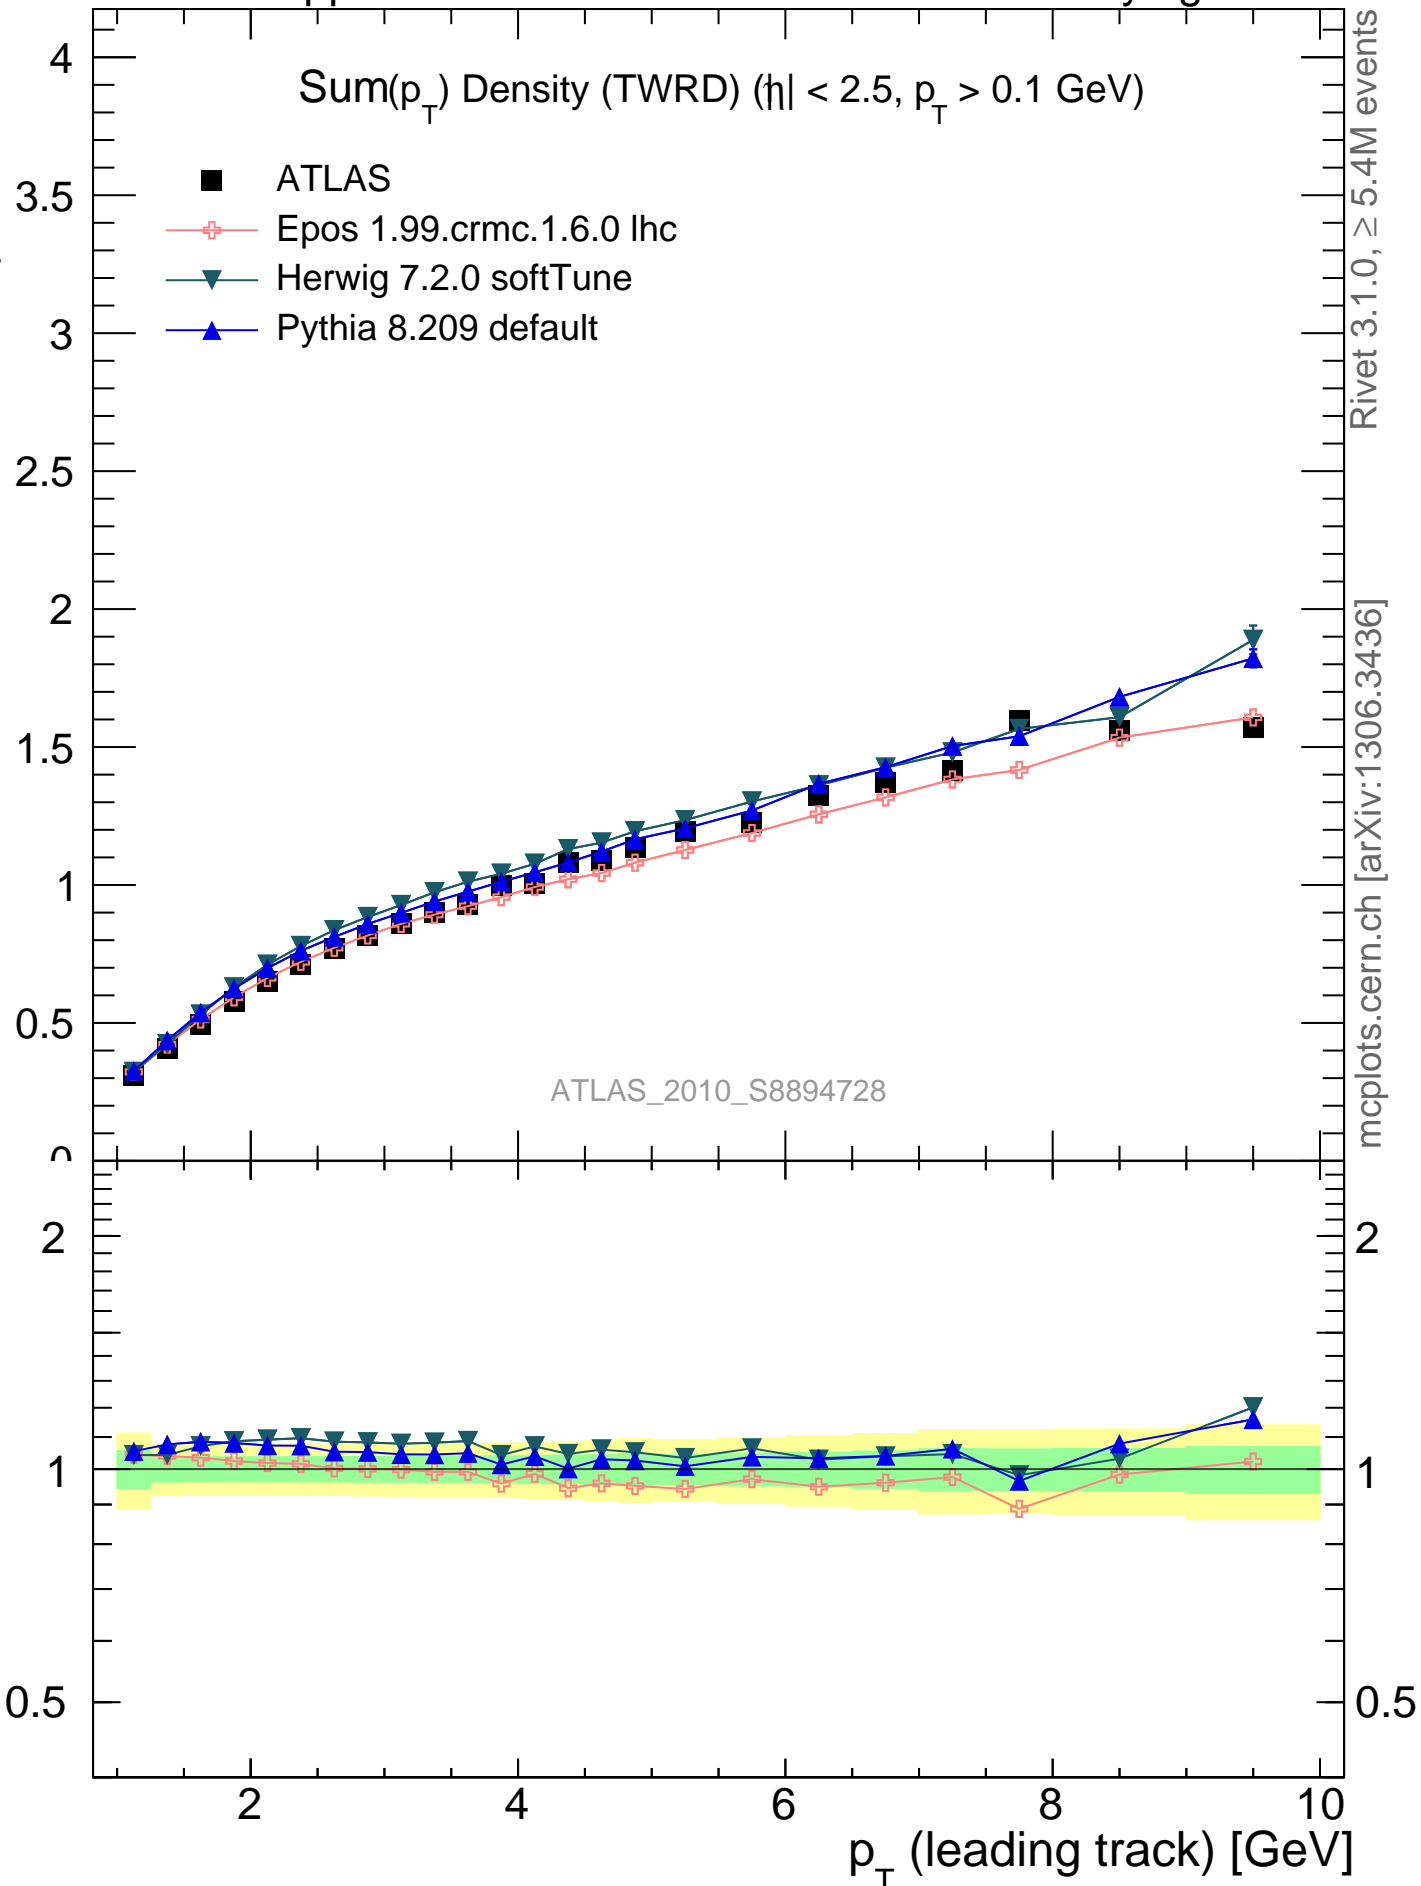 Sum(p_T) Density (TWRD) (|η| < 2.5, p_T > 0.1 GeV)
ATLAS
Epos 1.99.crmc.1.6.0 lhc
Herwig 7.2.0 softTune
Pythia 8.209 default
4
3.5
3
2.5
2
1.5
1
0.5
0
ATLAS_2010_S8894728
Rivet 3.1.0, ≥ 5.4M events
mcplots.cern.ch [arXiv:1306.3436]
2
1
0.5
2
1
0.5
2
4
6
8
10
p_T (leading track) [GeV]